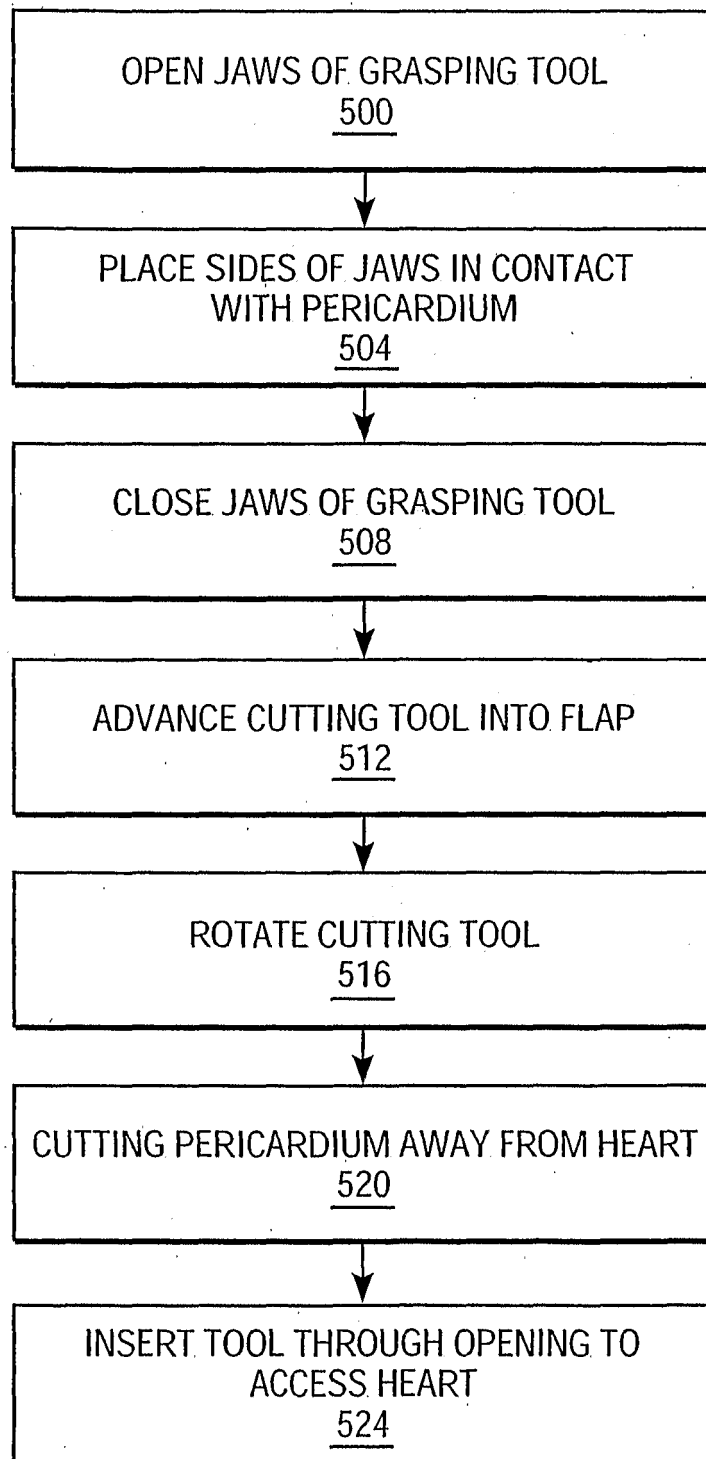 OPEN JAWS OF GRASPING TOOL
500
PLACE SIDES OF JAWS IN CONTACT
WITH PERICARDIUM
504
CLOSE JAWS OF GRASPING TOOL
508
ADVANCE CUTTING TOOL INTO FLAP
512
ROTATE CUTTING TOOL
516
CUTTING PERICARDIUM AWAY FROM HEART
520
INSERT TOOL THROUGH OPENING TO
ACCESS HEART
524